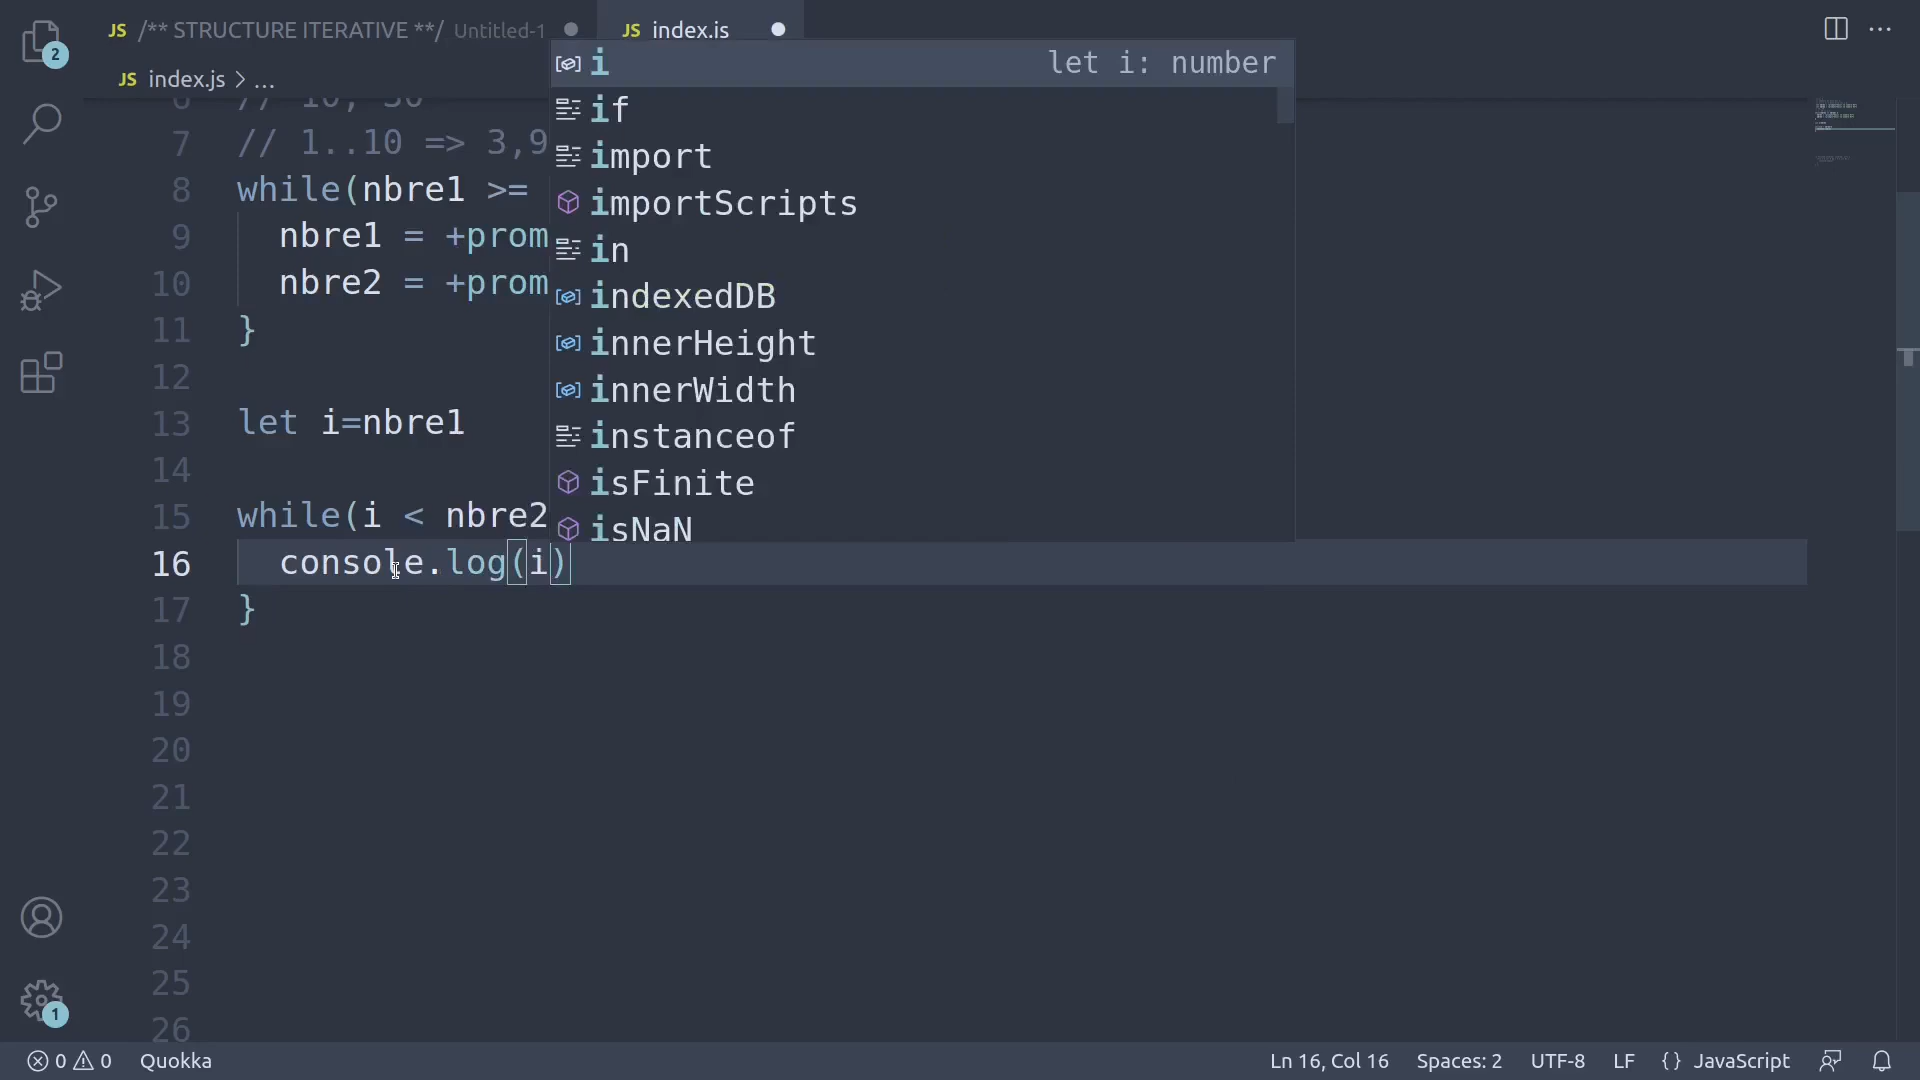 2
JS /** STRUCTURE ITERATIVE **/ Untitled-1
JS index.js
JS index.js > ...
7 // 1..10 => 3,9
8 while(nbre1 >=
9 nbre1 = +prom
10 nbre2 = +prom
11 }
12
13 let i=nbre1
14
15 while(i < nbre2
16 console.log(i)
17 }
18
19
20
21
22
23
24
25
26
i let i: number
if
import
importScripts
in
indexedDB
innerHeight
innerWidth
instanceof
isFinite
isNaN
1
0 0 Quokka Ln 16, Col 16 Spaces: 2 UTF-8 LF {} JavaScript